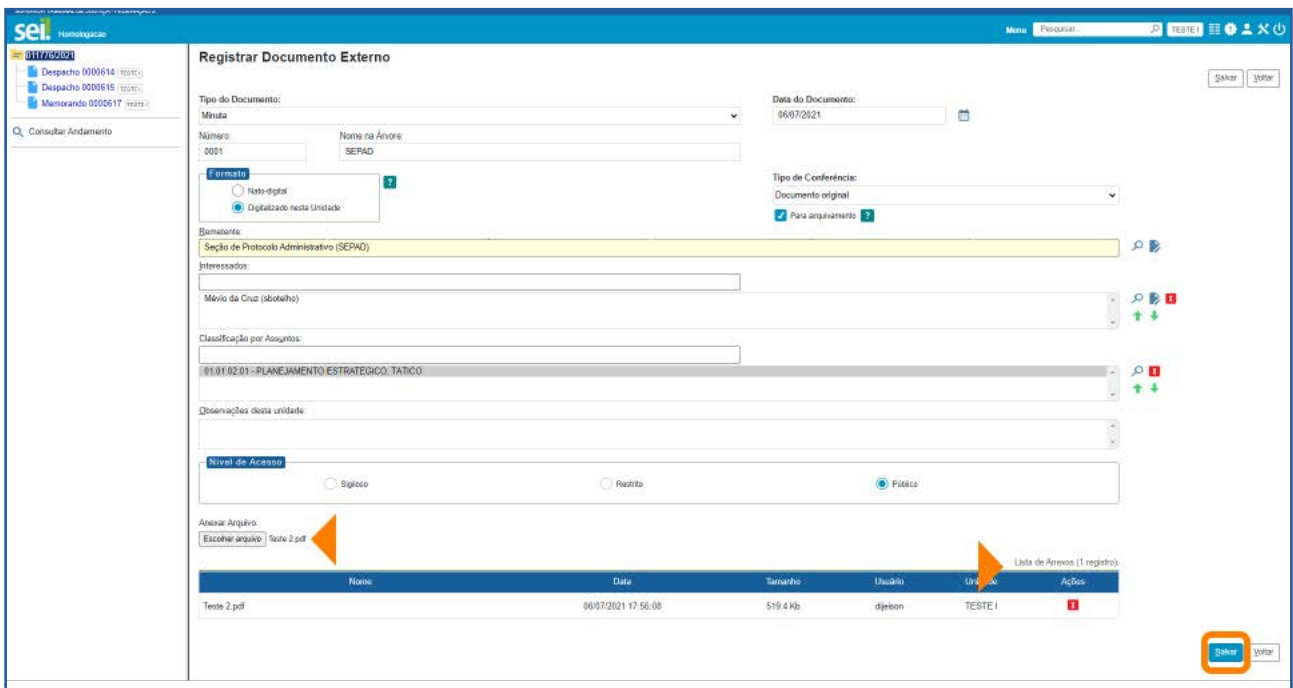 sei! Homologacao
Menu Pesquisar... TESTE I
0117762/2021
Despacho 0000614 TESTE I
Despacho 0000615 TESTE I
Memorando 0000617 TESTE I
Consultar Andamento
Registrar Documento Externo
Salvar Voltar
Tipo do Documento: Data do Documento:
Minuta 06/07/2021
Número: Nome na Árvore:
0001 SEPAD
Formato ?
Nato-digital
Digitalizado nesta Unidade
Tipo de Conferência:
Documento original
Para arquivamento ?
Remetente:
Seção de Protocolo Administrativo (SEPAD)
Interessados:
Mévio da Cruz (sbotelho)
Classificação por Assuntos:
01.01.02.01 - PLANEJAMENTO ESTRATÉGICO, TÁTICO
Observações desta unidade:
Nível de Acesso
Sigiloso Restrito Público
Anexar Arquivo:
Escolher arquivo Teste 2.pdf
Lista de Anexos (1 registro):
Nome Data Tamanho Usuário Ações
Teste 2.pdf 06/07/2021 17:56:08 519.4 Kb dijeison TESTE I
Salvar Voltar